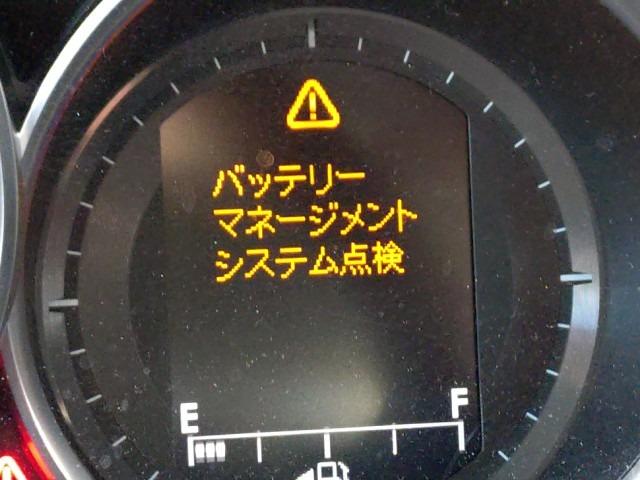 バッテリー
マネージメント
システム点検
E F